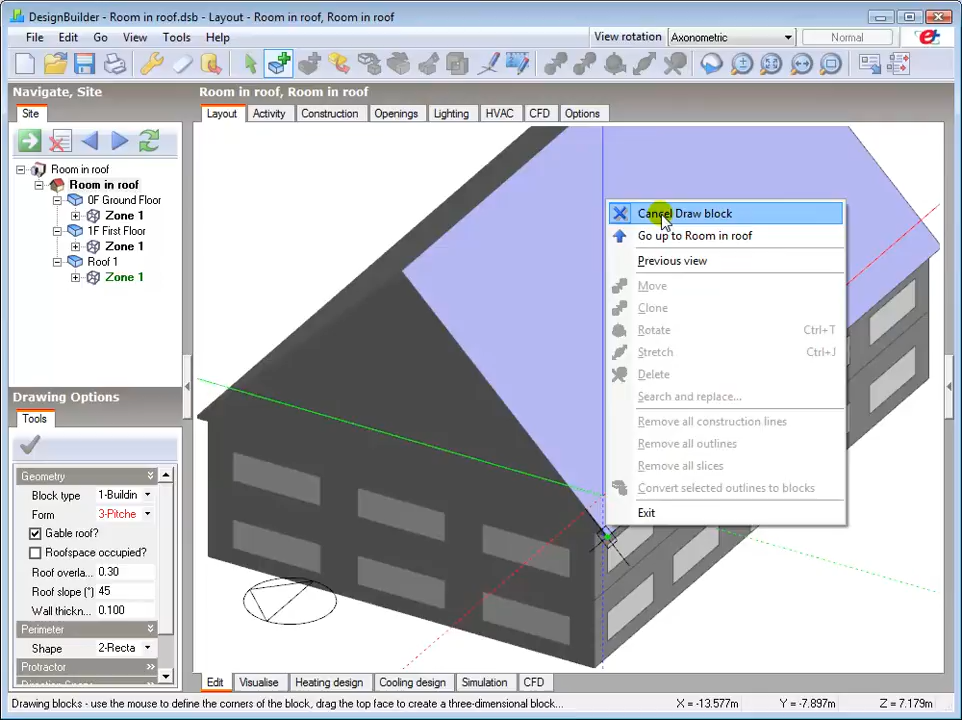 DesignBuilder - Room in roof.dsb - Layout - Room in roof, Room in roof
File Edit Go View Tools Help
View rotation Axonometric Normal
Navigate, Site
Room in roof, Room in roof
Site
Layout Activity Construction Openings Lighting HVAC CFD Options
Room in roof
Room in roof
0F Ground Floor
Zone 1
1F First Floor
Zone 1
Roof 1
Zone 1
Cancel Draw block
Go up to Room in roof
Previous view
Move
Clone
Rotate Ctrl+T
Stretch Ctrl+J
Delete
Search and replace...
Remove all construction lines
Remove all outlines
Remove all slices
Convert selected outlines to blocks
Exit
Drawing Options
Tools
Geometry
Block type 1-Buildin
Form 3-Pitche
Gable roof?
Roofspace occupied?
Roof overla... 0.30
Roof slope (°) 45
Wall thickn... 0.100
Perimeter
Shape 2-Recta
Protractor
Edit Visualise Heating design Cooling design Simulation CFD
Drawing blocks - use the mouse to define the corners of the block, drag the top face to create a three-dimensional block...
X = -13.577m Y = -7.897m Z = 7.179m